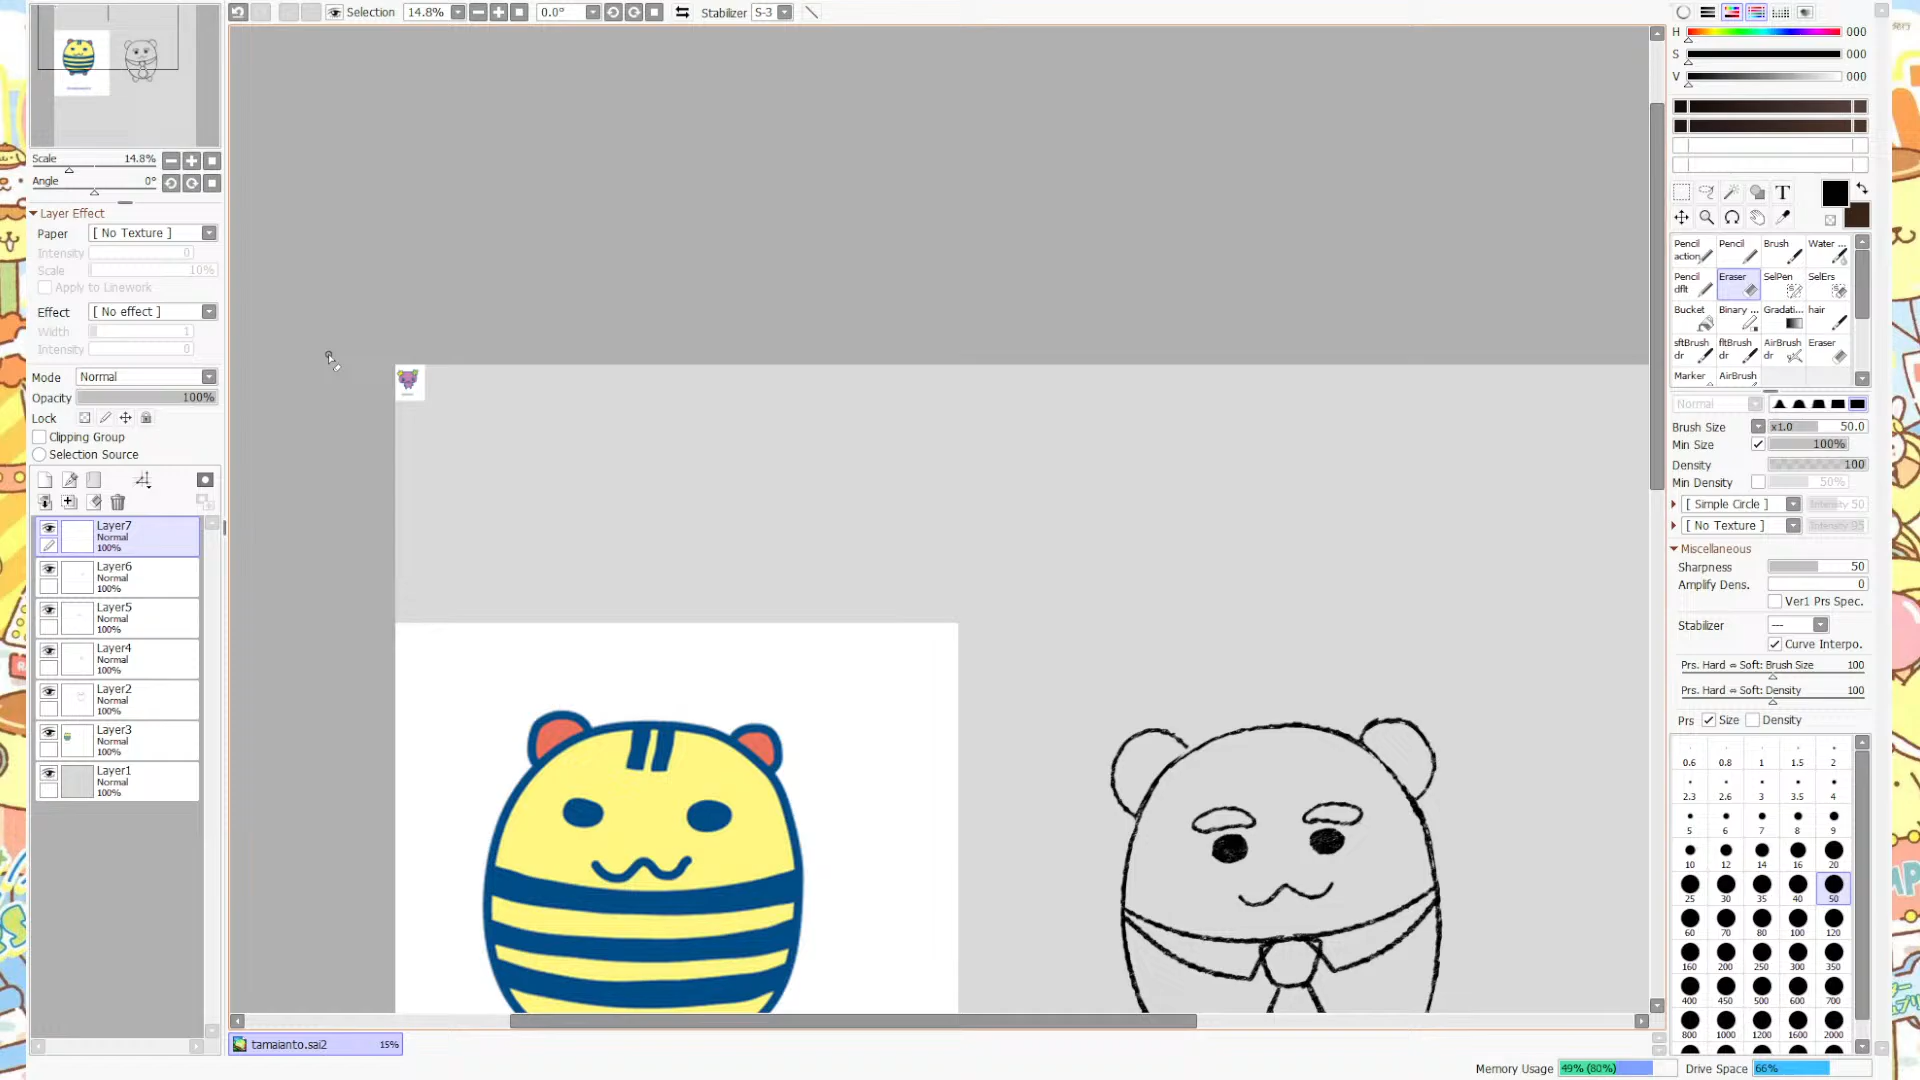 Selection 14.8% 0.0° Stabilizer S-3
Scale 14.8%
Angle 0°
Layer Effect
Paper [ No Texture ]
Intensity 0
Scale 10%
Apply to Linework
Effect [ No effect ]
Width 1
Intensity 0
Mode Normal
Opacity 100%
Lock
Clipping Group
Selection Source
Layer7
Normal
100%
Layer6
Normal
100%
Layer5
Normal
100%
Layer4
Normal
100%
Layer2
Normal
100%
Layer3
Normal
100%
Layer1
Normal
100%
tamaianto.sai2 15%
H 000
S 000
V 000
T
Pencil action Pencil Brush Water ...
Pencil dflt Eraser SelPen SelErs
Bucket Binary ... Gradati... hair
sftBrush dr fltBrush dr AirBrush dr Eraser
Marker AirBrush
Normal
Brush Size x1.0 50.0
Min Size 100%
Density 100
Min Density 50%
[ Simple Circle ] Intensity 50
[ No Texture ] Intensity 95
Miscellaneous
Sharpness 50
Amplify Dens. 0
Ver1 Prs Spec.
Stabilizer ---
Curve Interpo.
Prs. Hard ⇔ Soft: Brush Size 100
Prs. Hard ⇔ Soft: Density 100
Prs Size Density
0.6 0.8 1 1.5 2
2.3 2.6 3 3.5 4
5 6 7 8 9
10 12 14 16 20
25 30 35 40 50
60 70 80 100 120
160 200 250 300 350
400 450 500 600 700
800 1000 1200 1600 2000
Memory Usage 49% (80%) Drive Space 66%